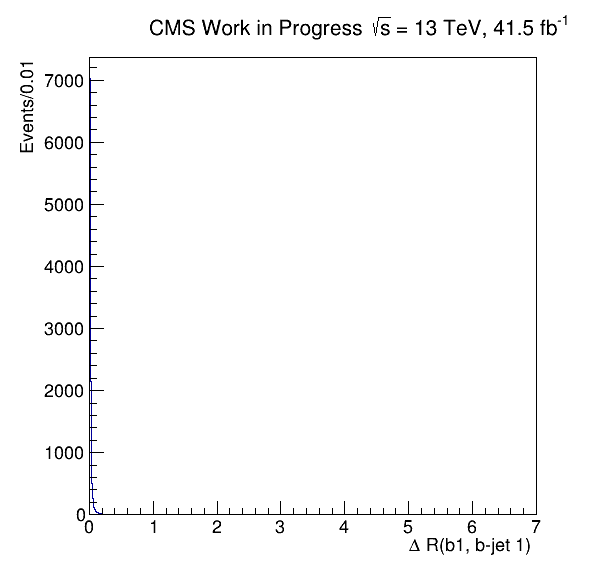 CMS Work in Progress √s = 13 TeV, 41.5 fb⁻¹
Events/0.01
7000
6000
5000
4000
3000
2000
1000
0
0 1 2 3 4 5 6 7
Δ R(b1, b-jet 1)